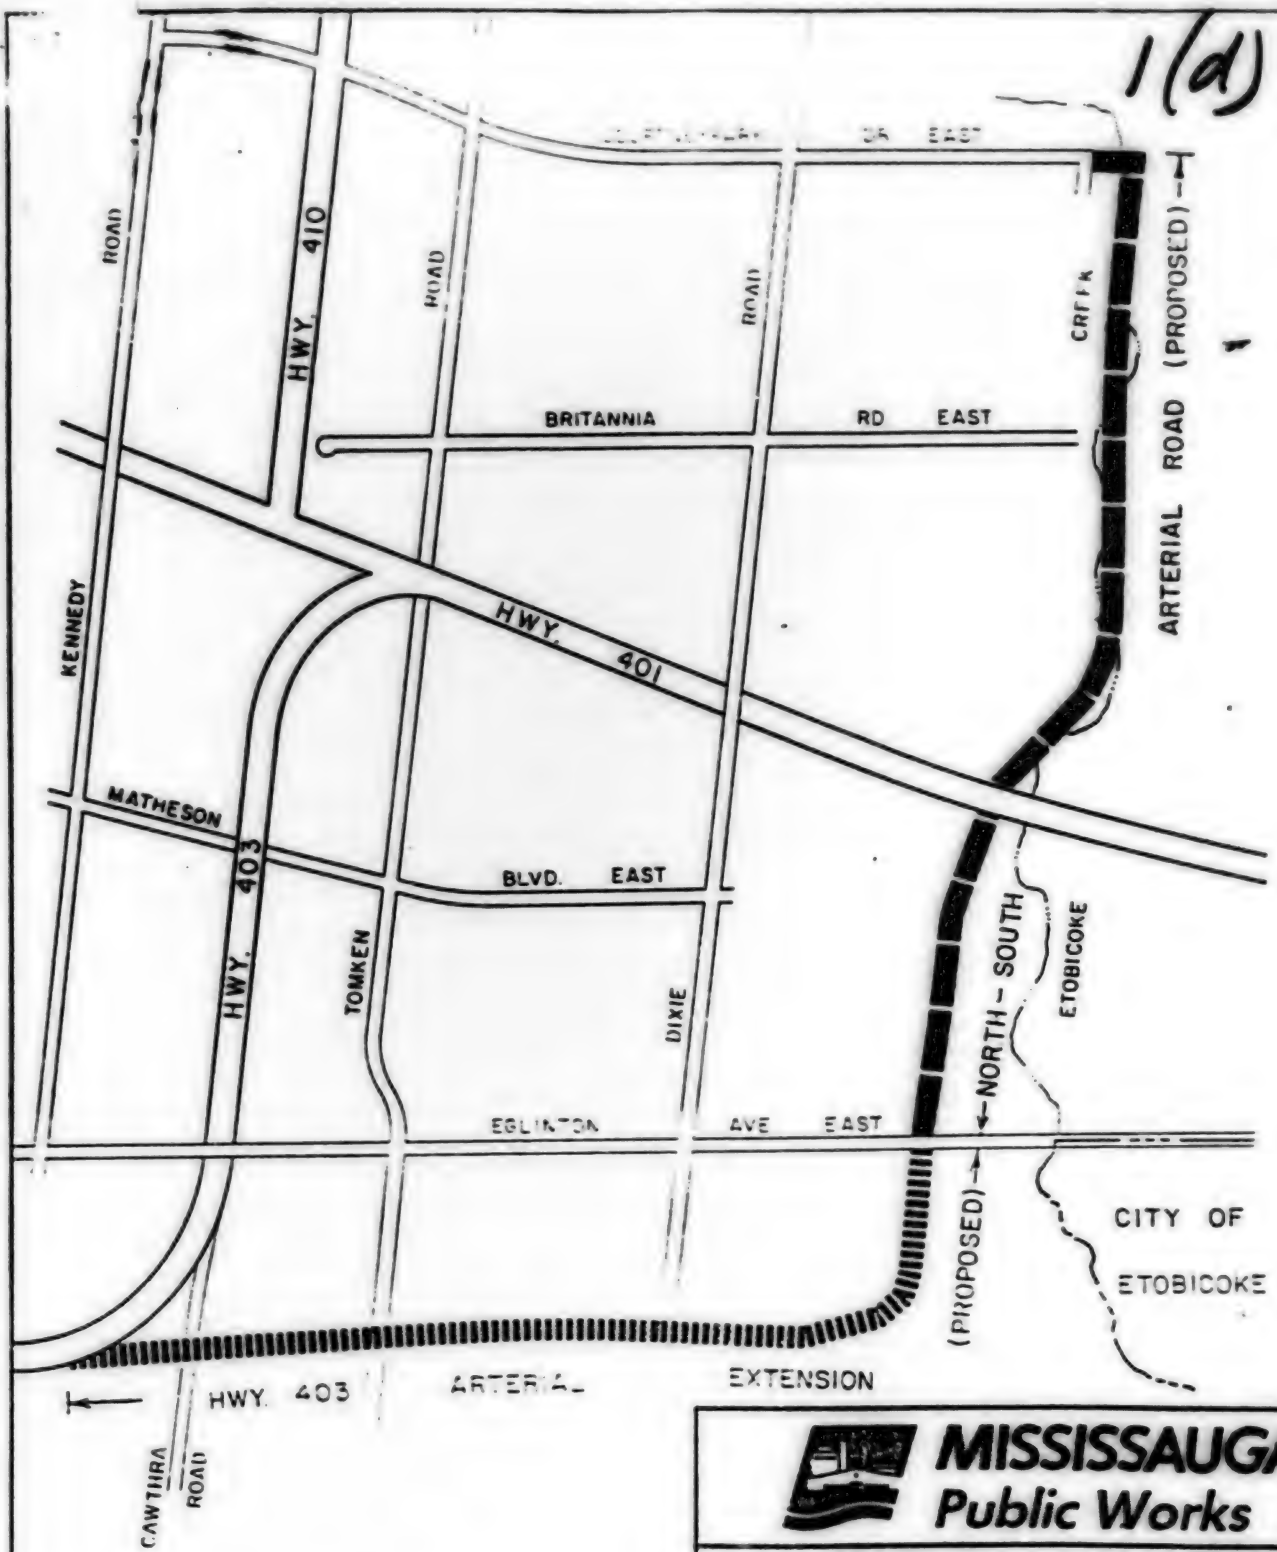 1(d)
DR EAST
ROAD
HWY. 410
ROAD
ROAD
CREEK
ARTERIAL ROAD (PROPOSED)
BRITANNIA RD EAST
KENNEDY
HWY. 401
MATHESON
BLVD. EAST
HWY. 403
TOMKEN
DIXIE
NORTH - SOUTH
ETOBICOKE
EGLINTON AVE EAST
(PROPOSED)
CITY OF
ETOBICOKE
HWY. 403 ARTERIAL EXTENSION
CAWTHRA
ROAD
MISSISSAUGA
Public Works